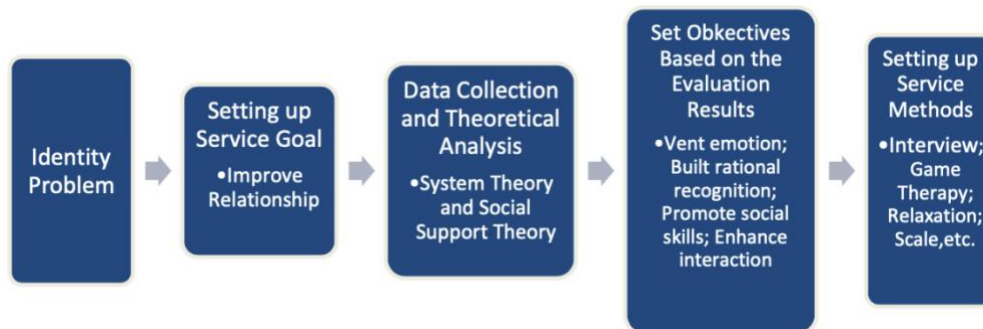 Identity
Problem
Setting up
Service Goal
•Improve
Relationship
Data Collection
and Theoretical
Analysis
•System Theory
and Social
Support Theory
Set Obkectives
Based on the
Evaluation
Results
•Vent emotion;
Built rational
recognition;
Promote social
skills; Enhance
interaction
Setting up
Service
Methods
•Interview;
Game
Therapy;
Relaxation;
Scale,etc.